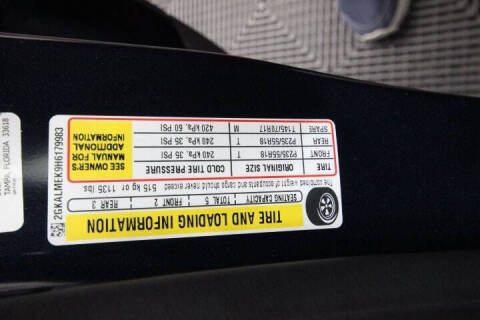 TIRE AND LOADING INFORMATION
SEATING CAPACITY TOTAL 5 FRONT 2 REAR 3
The combined weight of occupants and cargo should never exceed 515 kg or 1135 lbs
TIRE ORIGINAL SIZE COLD TIRE PRESSURE
FRONT P235/55R18 T 240 kPa, 35 PSI
REAR P235/55R18 T 240 kPa, 35 PSI
SPARE T145/70R17 M 420 kPa, 60 PSI
SEE OWNERS
MANUAL FOR
ADDITIONAL
INFORMATION
2GKALMEK9H6179983
TAMPA, FLORIDA 33618